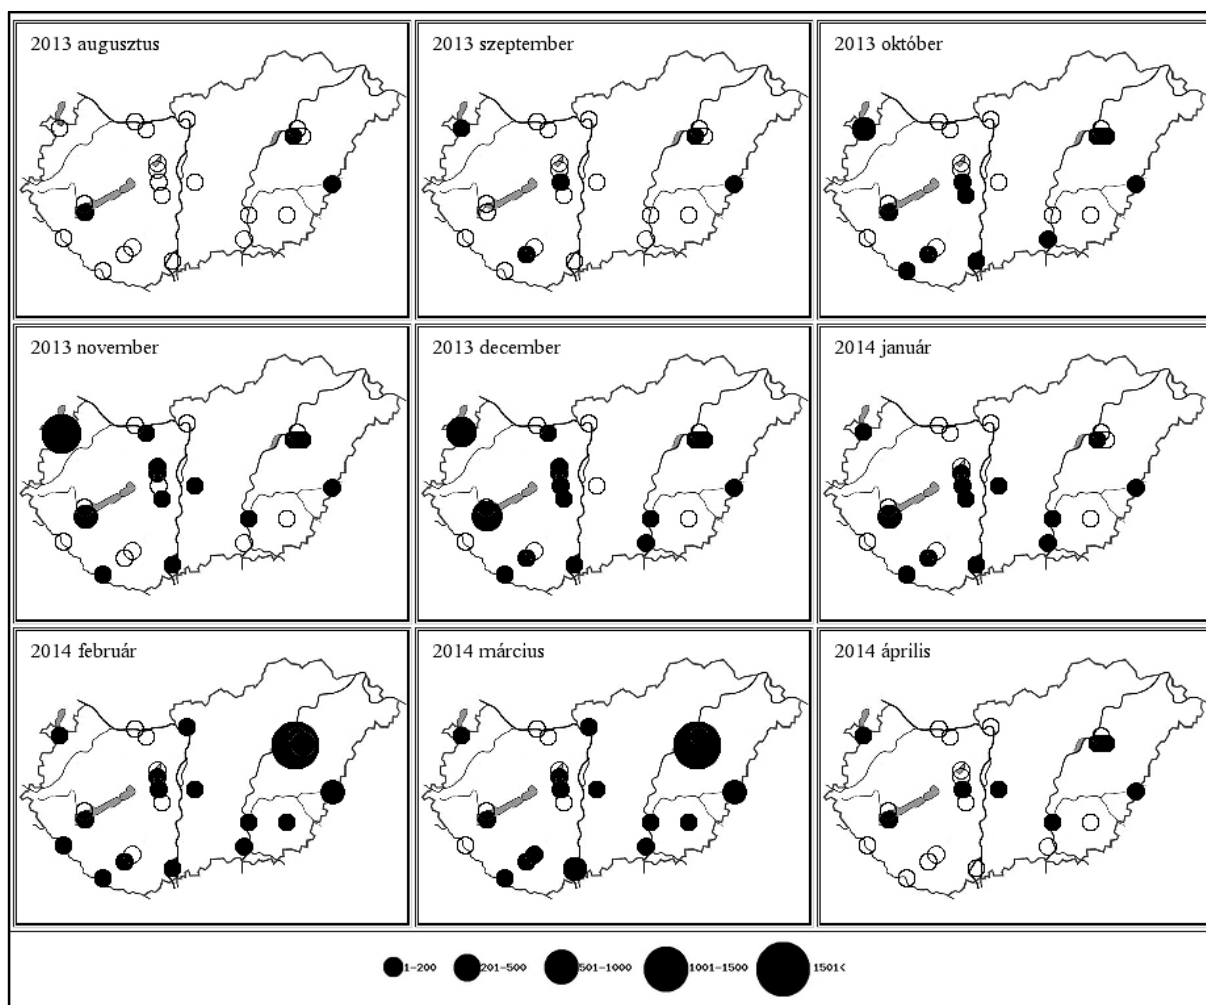 2013 augusztus
2013 szeptember
2013 október
2013 november
2013 december
2014 január
2014 február
2014 március
2014 április
1-200 201-500 501-1000 1001-1500 1501<